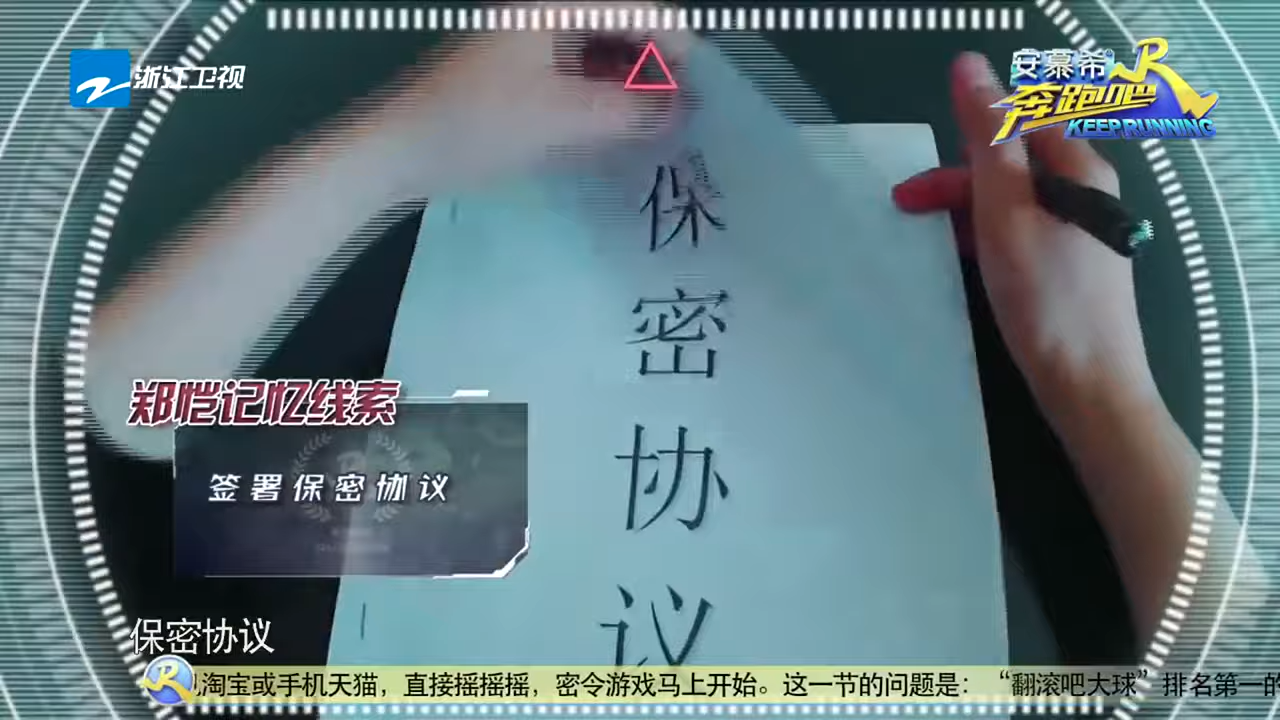 浙江卫视
安慕希
奔跑吧
KEEP RUNNING
保密协议
郑恺记忆线索
签署保密协议
保密协议
淘宝或手机天猫，直接摇摇摇，密令游戏马上开始。这一节的问题是：“翻滚吧大球”排名第一的